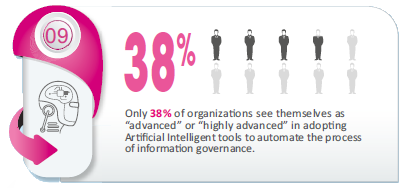 09
38%
Only 38% of organizations see themselves as
“advanced” or “highly advanced” in adopting
Artificial Intelligent tools to automate the process
of information governance.